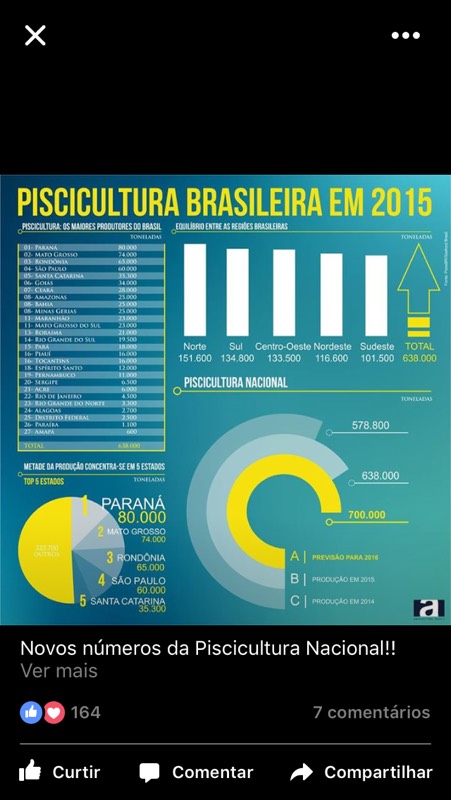 PISCICULTURA BRASILEIRA EM 2015
PISCICULTURA: OS MAIORES PRODUTORES DO BRASIL
TONELADAS
01- PARANÁ 80.000
02- MATO GROSSO 74.000
03- RONDÔNIA 65.000
04- SÃO PAULO 60.000
05- SANTA CATARINA 35.300
06- GOIÁS 34.000
07- CEARÁ 28.000
08- AMAZONAS 25.000
08- BAHIA 25.000
08- MINAS GERAIS 25.000
11- MARANHÃO 23.000
11- MATO GROSSO DO SUL 23.000
13- RORAIMA 21.000
14- RIO GRANDE DO SUL 19.500
15- PARÁ 18.000
16- PIAUÍ 16.000
16- TOCANTINS 16.000
18- ESPÍRITO SANTO 12.000
19- PERNAMBUCO 11.000
20- SERGIPE 6.500
21- ACRE 6.000
22- RIO DE JANEIRO 4.500
23- RIO GRANDE DO NORTE 3.300
24- ALAGOAS 2.700
25- DISTRITO FEDERAL 2.500
26- PARAÍBA 1.100
27- AMAPÁ 600
TOTAL 638.000
EQUILÍBRIO ENTRE AS REGIÕES BRASILEIRAS
TONELADAS
Norte 151.600
Sul 134.800
Centro-Oeste 133.500
Nordeste 116.600
Sudeste 101.500
TOTAL 638.000
PISCICULTURA NACIONAL
TONELADAS
578.800
638.000
700.000
A PREVISÃO PARA 2016
B PRODUÇÃO EM 2015
C PRODUÇÃO EM 2014
METADE DA PRODUÇÃO CONCENTRA-SE EM 5 ESTADOS
TOP 5 ESTADOS
TONELADAS
1 PARANÁ
80.000
2 MATO GROSSO
74.000
3 RONDÔNIA
65.000
4 SÃO PAULO
60.000
5 SANTA CATARINA
35.300
OUTROS
a
Novos números da Piscicultura Nacional!!
Ver mais
164
7 comentários
Curtir
Comentar
Compartilhar